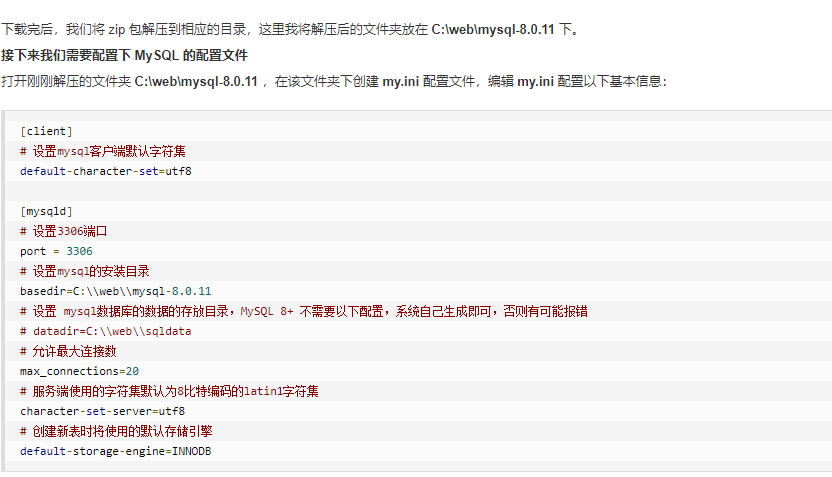 下载完后，我们将 zip 包解压到相应的目录，这里我将解压后的文件夹放在 C:\web\mysql-8.0.11 下。
接下来我们需要配置下 MySQL 的配置文件
打开刚刚解压的文件夹 C:\web\mysql-8.0.11 ，在该文件夹下创建 my.ini 配置文件，编辑 my.ini 配置以下基本信息：
[client]
# 设置mysql客户端默认字符集
default-character-set=utf8
[mysqld]
# 设置3306端口
port = 3306
# 设置mysql的安装目录
basedir=C:\\web\\mysql-8.0.11
# 设置 mysql数据库的数据的存放目录，MySQL 8+ 不需要以下配置，系统自己生成即可，否则有可能报错
# datadir=C:\\web\\sqldata
# 允许最大连接数
max_connections=20
# 服务端使用的字符集默认为8比特编码的latin1字符集
character-set-server=utf8
# 创建新表时将使用的默认存储引擎
default-storage-engine=INNODB